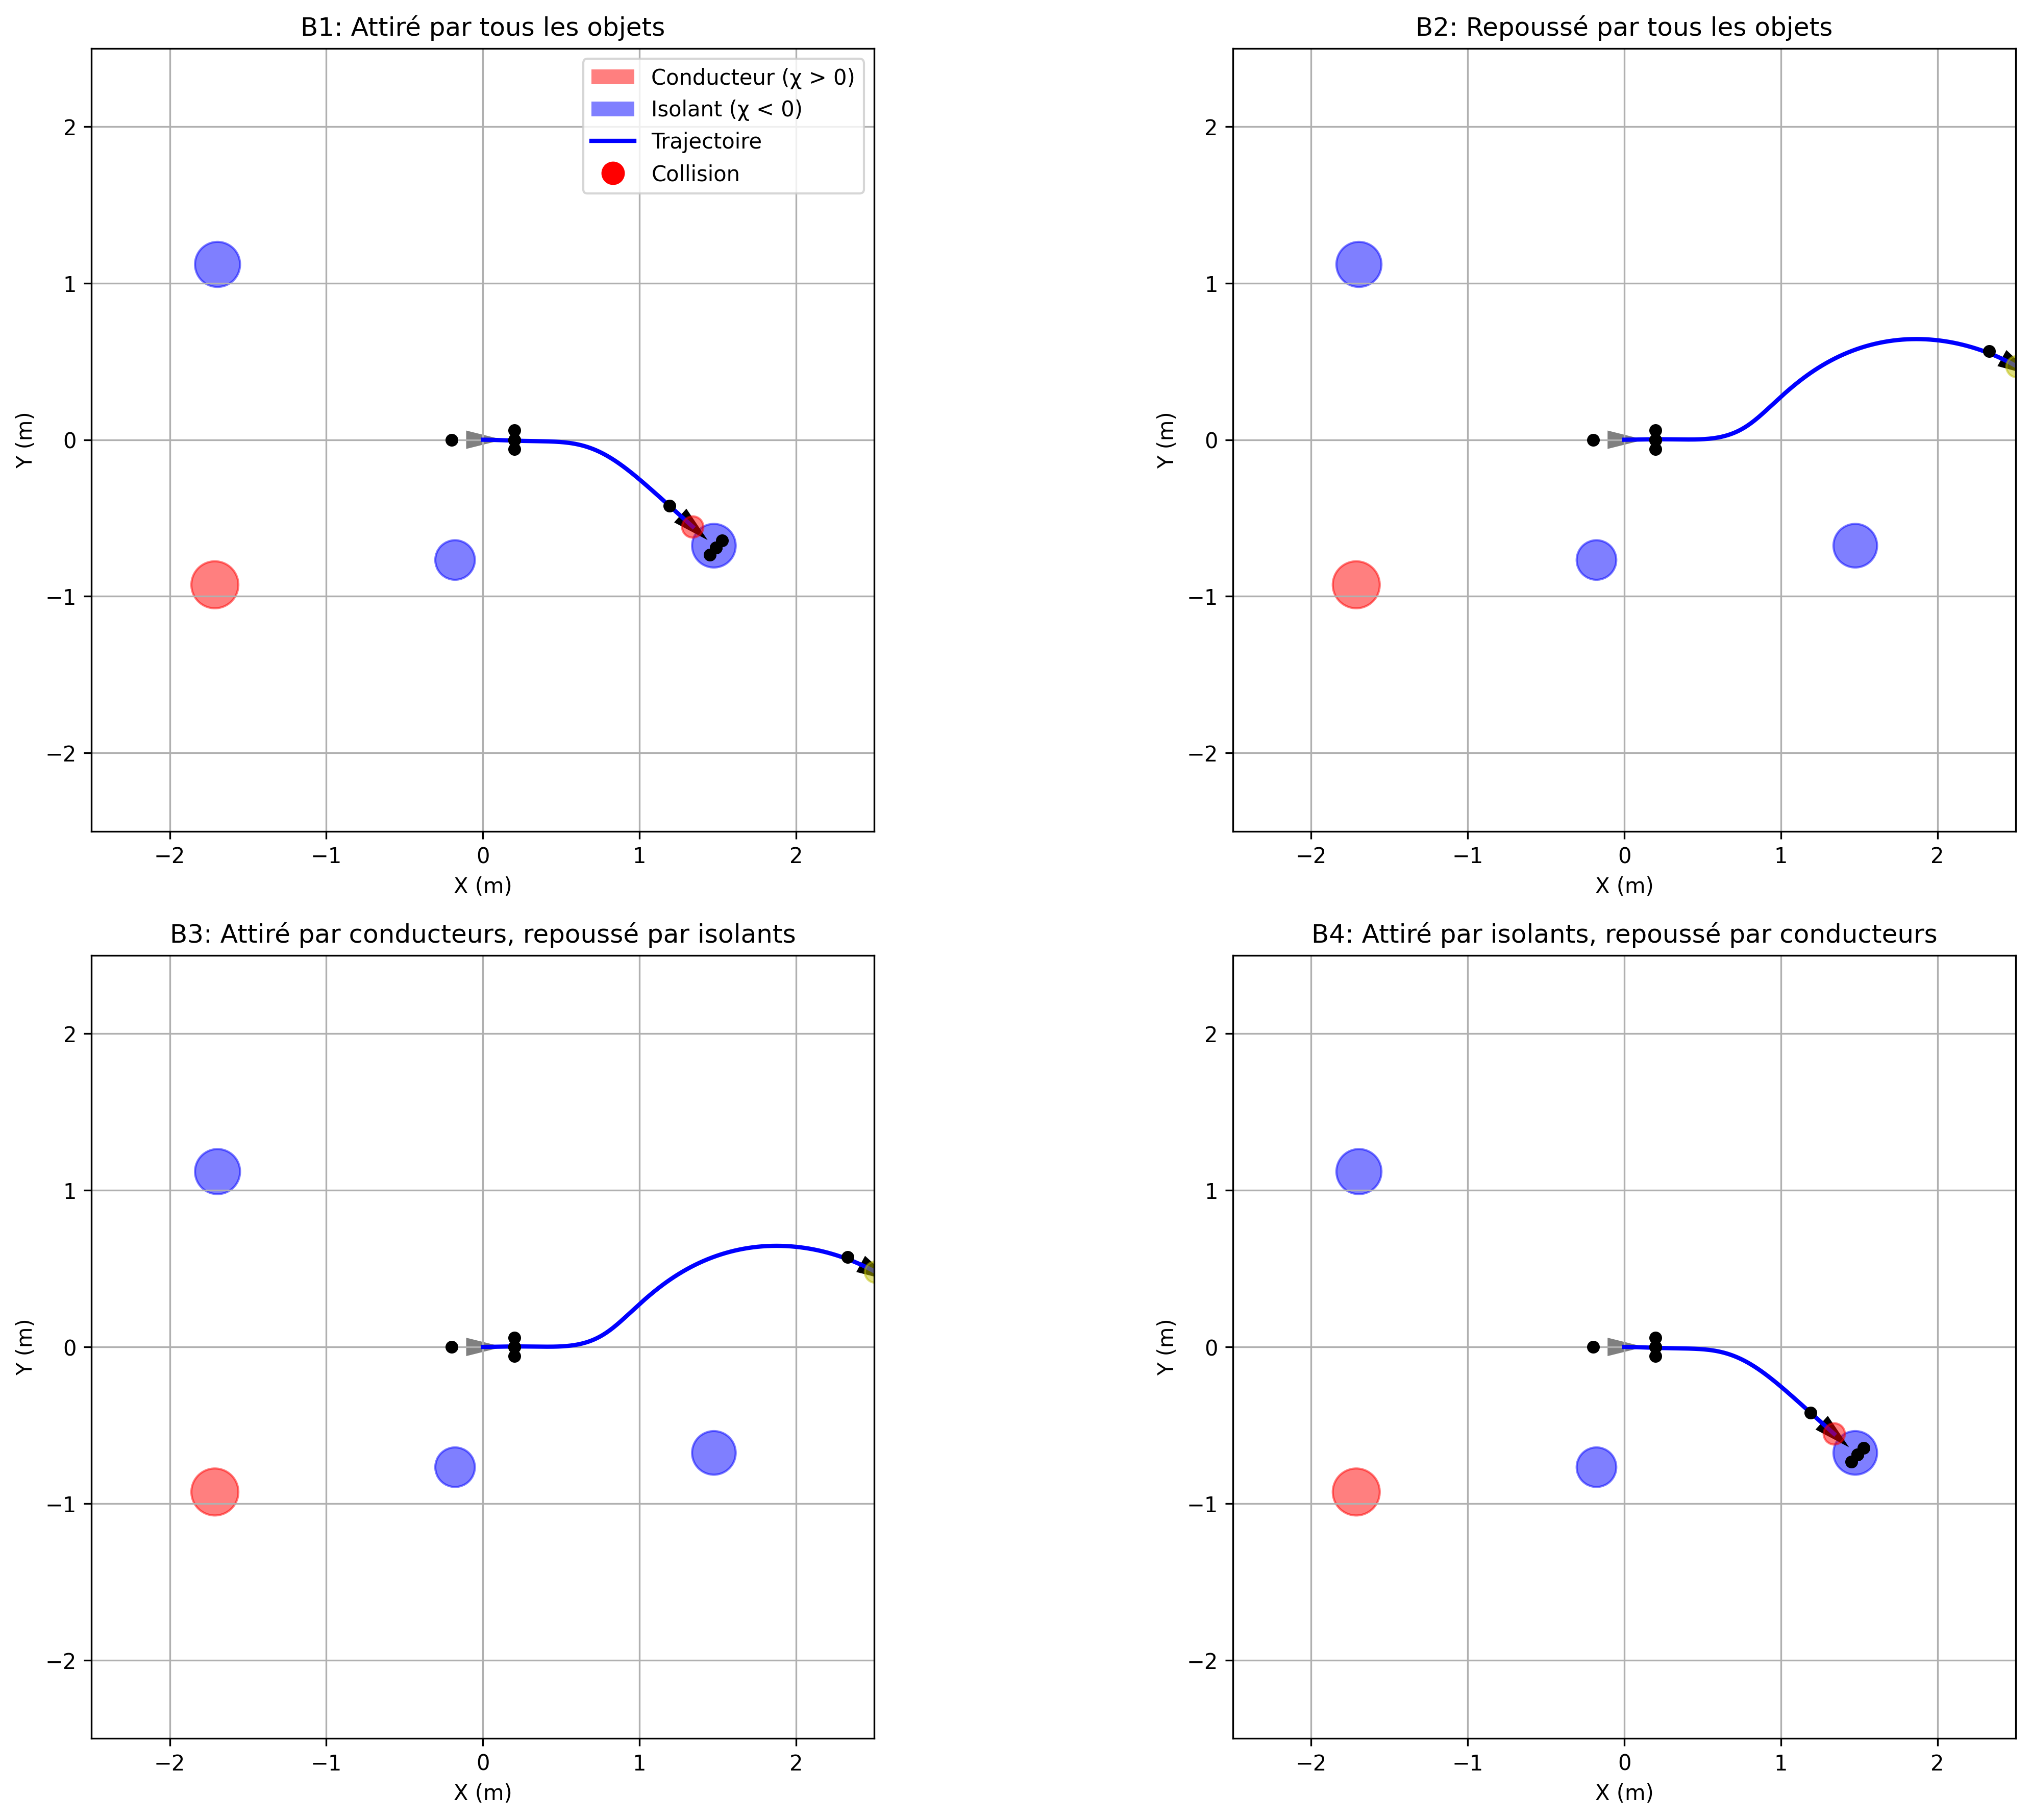 B1: Attiré par tous les objets
Conducteur (χ > 0)
Isolant (χ < 0)
Trajectoire
Collision
2
1
0
−1
−2
Y (m)
−2
−1
0
1
2
X (m)
B2: Repoussé par tous les objets
2
1
0
−1
−2
Y (m)
−2
−1
0
1
2
X (m)
B3: Attiré par conducteurs, repoussé par isolants
2
1
0
−1
−2
Y (m)
−2
−1
0
1
2
X (m)
B4: Attiré par isolants, repoussé par conducteurs
2
1
0
−1
−2
Y (m)
−2
−1
0
1
2
X (m)